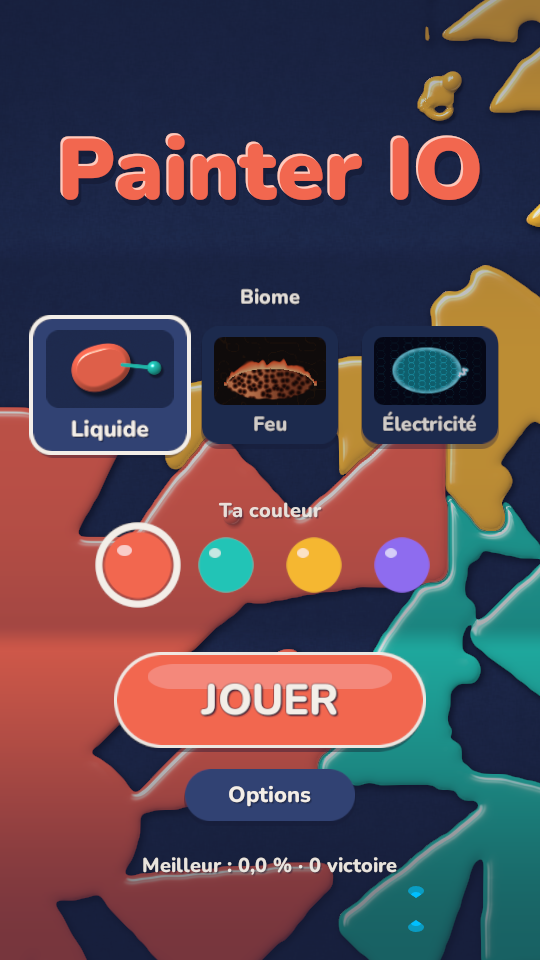 Painter IO
Biome
Liquide
Feu
Électricité
Ta couleur
JOUER
Options
Meilleur : 0,0 % · 0 victoire